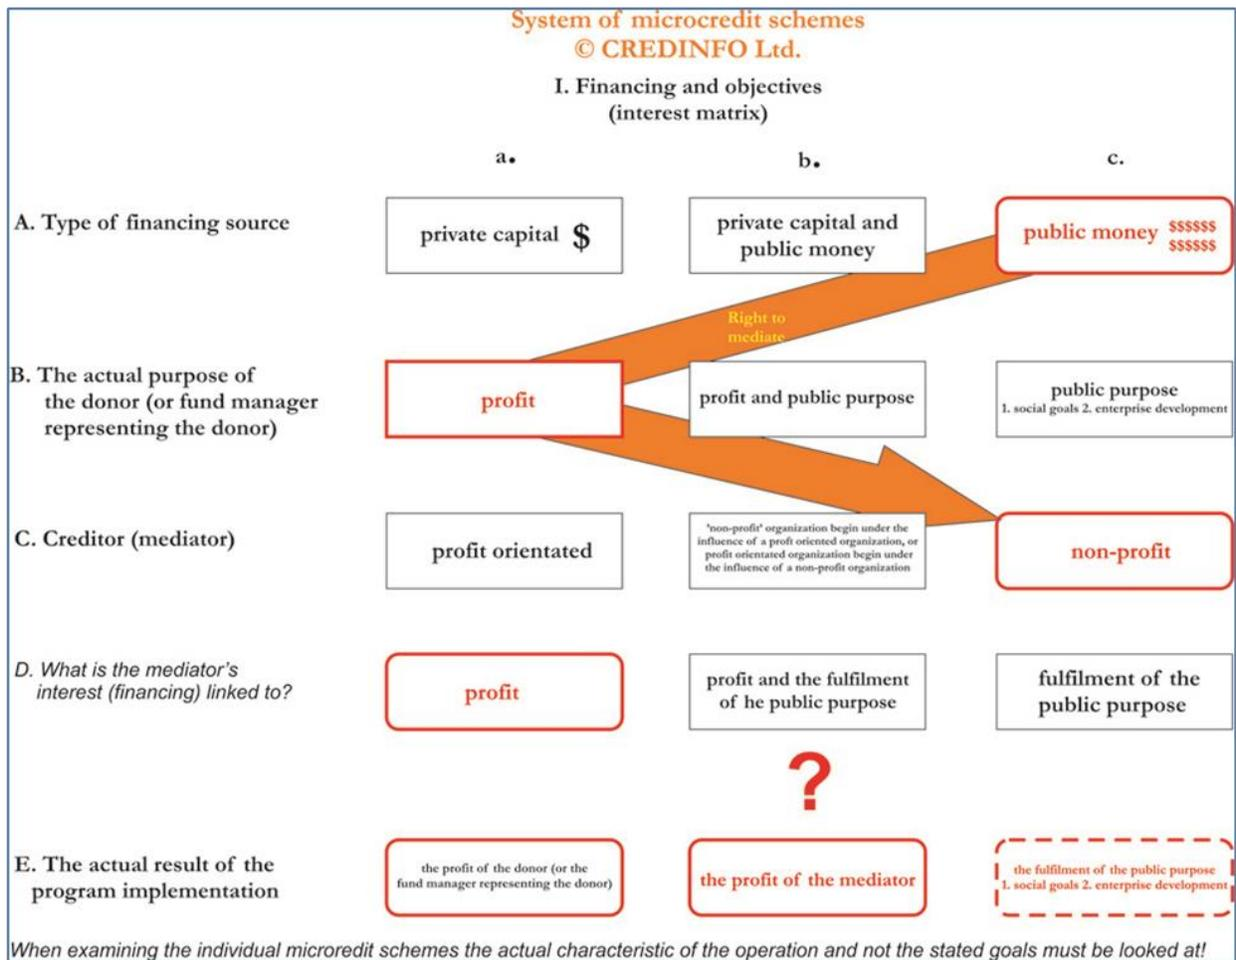 System of microcredit schemes
© CREDINFO Ltd.
I. Financing and objectives
(interest matrix)
a.
b.
c.
A. Type of financing source
private capital $
private capital and
public money
public money $$$$$$
$$$$$$
Right to
mediate
B. The actual purpose of
the donor (or fund manager
representing the donor)
profit
profit and public purpose
public purpose
1. social goals 2. enterprise development
C. Creditor (mediator)
profit orientated
'non-profit' organization begin under the
influence of a proft oriented organization, or
profit orientated organization begin under
the influence of a non-profit organization
non-profit
D. What is the mediator's
interest (financing) linked to?
profit
profit and the fulfilment
of he public purpose
fulfilment of the
public purpose
?
E. The actual result of the
program implementation
the profit of the donor (or the
fund manager representing the donor)
the profit of the mediator
the fulfilment of the public purpose
1. social goals 2. enterprise development
When examining the individual microredit schemes the actual characteristic of the operation and not the stated goals must be looked at!